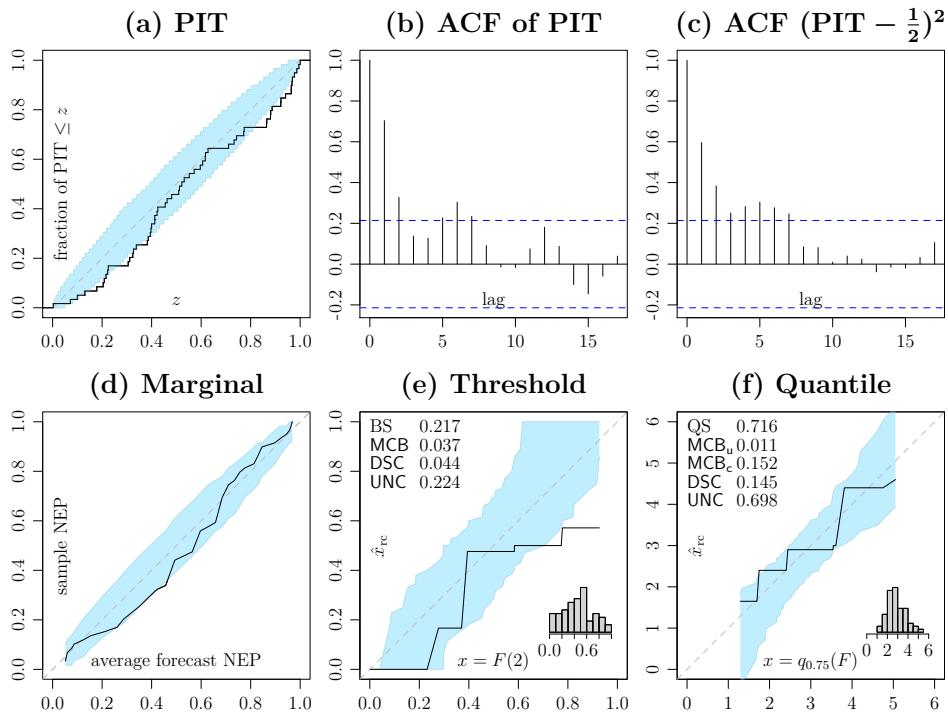 (a) PIT
(b) ACF of PIT
(c) ACF (PIT − 1/2)²
fraction of PIT ≤ z
z
0.0 0.2 0.4 0.6 0.8 1.0
0.0 0.2 0.4 0.6 0.8 1.0
lag
-0.2 0.0 0.2 0.4 0.6 0.8 1.0
0 5 10 15
lag
-0.2 0.0 0.2 0.4 0.6 0.8 1.0
0 5 10 15
(d) Marginal
(e) Threshold
(f) Quantile
sample NEP
average forecast NEP
0.0 0.2 0.4 0.6 0.8 1.0
0.0 0.2 0.4 0.6 0.8 1.0
BS 0.217
MCB 0.037
DSC 0.044
UNC 0.224
x̂rc
x = F(2)
0.0 0.6
0.0 0.2 0.4 0.6 0.8 1.0
0.0 0.2 0.4 0.6 0.8 1.0
QS 0.716
MCBu 0.011
MCBc 0.152
DSC 0.145
UNC 0.698
x̂rc
x = q0.75(F)
0 2 4 6
0 1 2 3 4 5 6
0 1 2 3 4 5 6